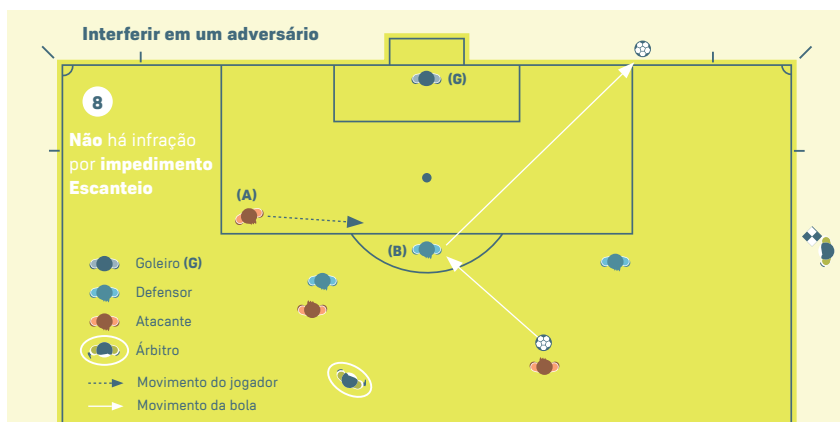 Interferir em um adversário
8
Não há infração
por impedimento
Escanteio
(G)
(A)
(B)
Goleiro (G)
Defensor
Atacante
Árbitro
Movimento do jogador
Movimento da bola